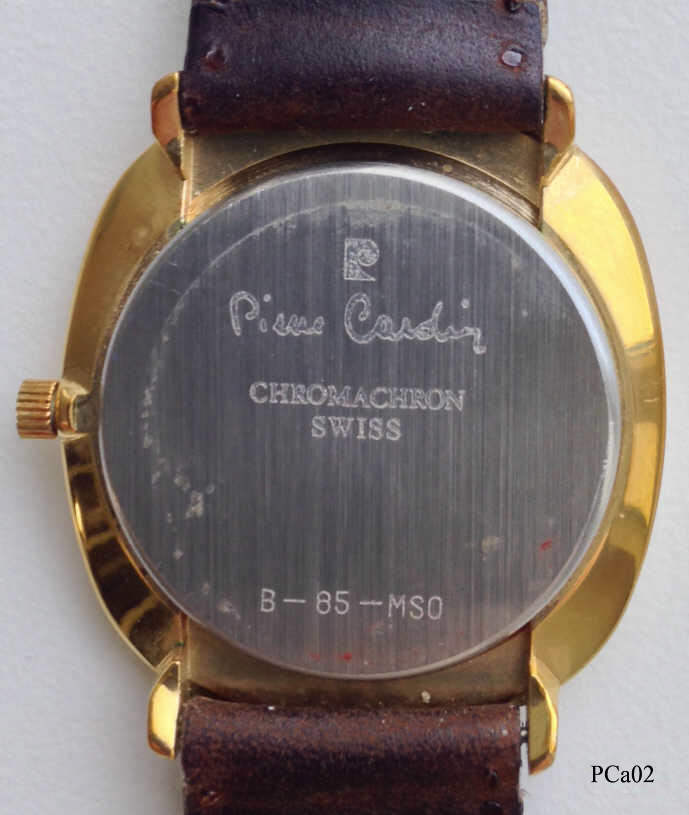 Pierre Cardin
CHROMACHRON
SWISS
B-85-MSO
PCa02